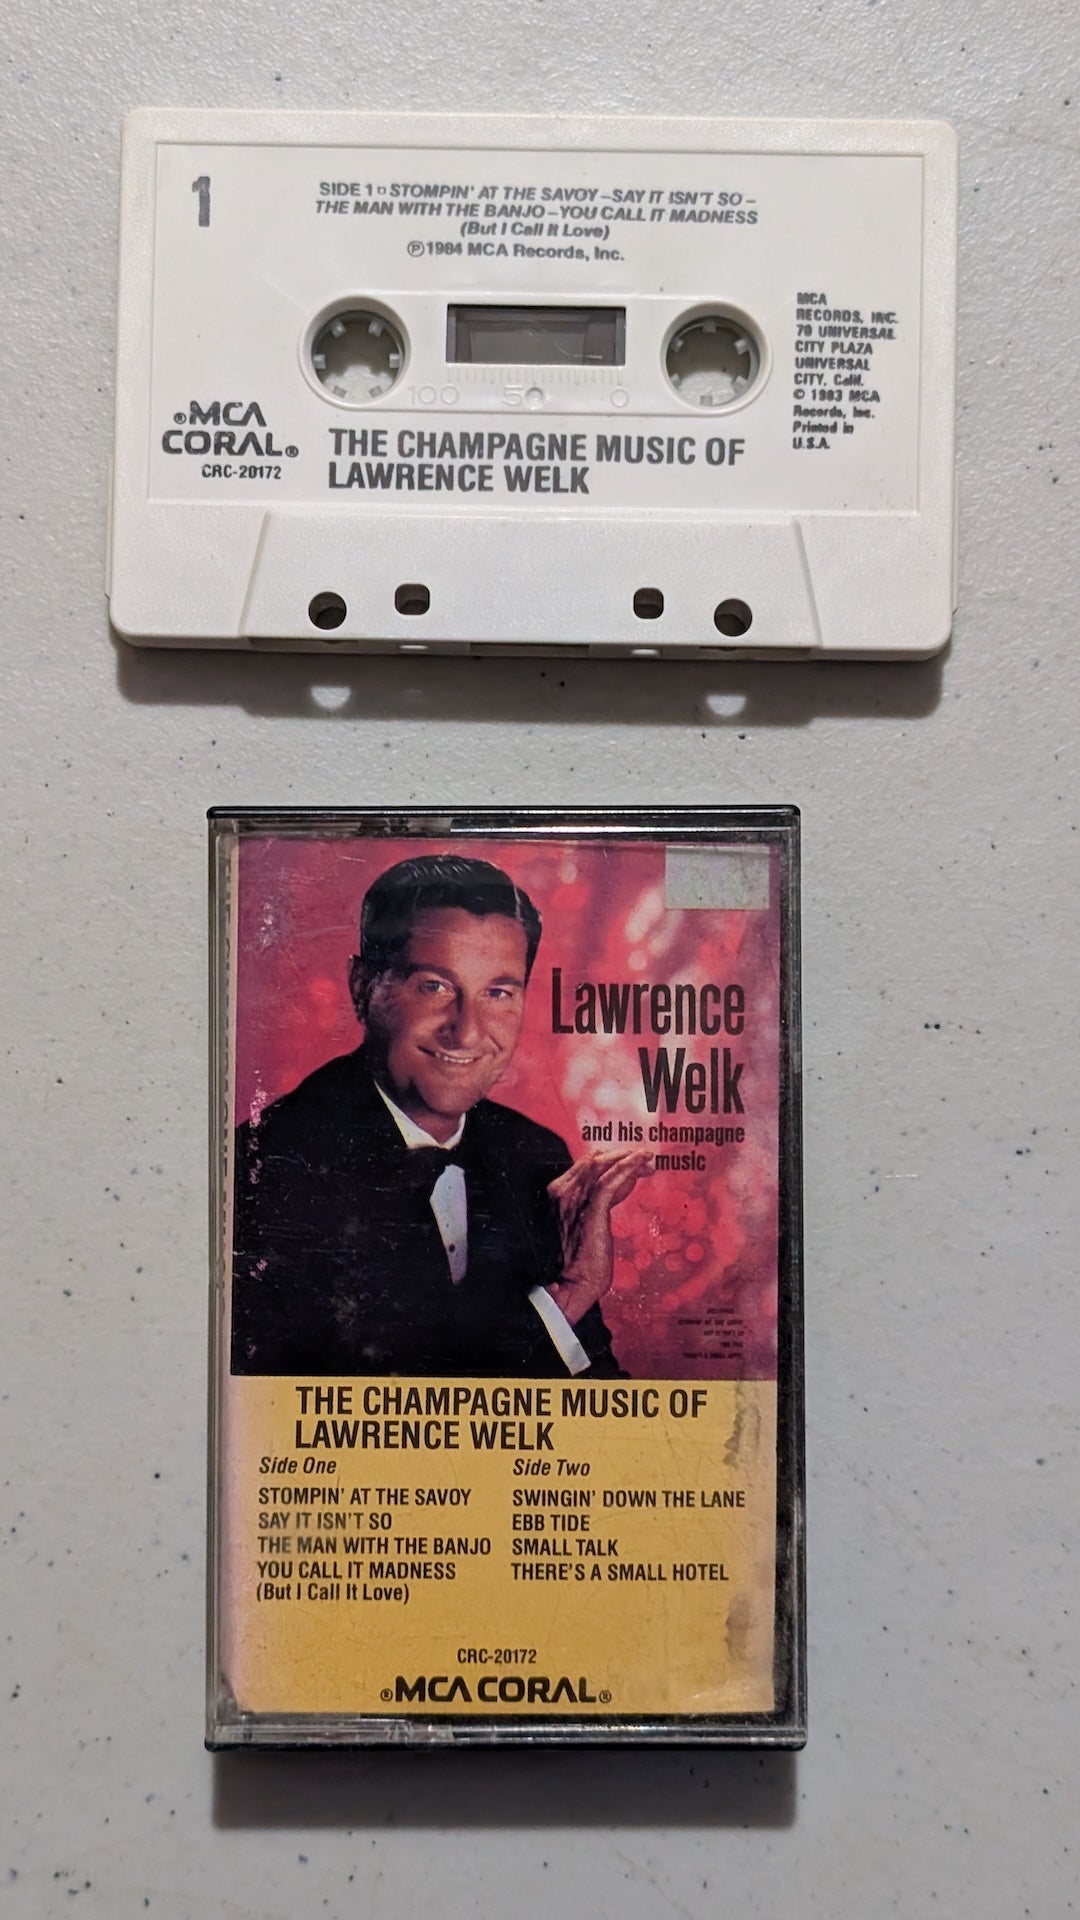 1
SIDE 1 ▫ STOMPIN' AT THE SAVOY – SAY IT ISN'T SO –
THE MAN WITH THE BANJO – YOU CALL IT MADNESS
(But I Call It Love)
℗1984 MCA Records, Inc.
MCA
RECORDS, INC.
70 UNIVERSAL
CITY PLAZA
UNIVERSAL
CITY, Calif.
© 1983 MCA
Records, Inc.
Printed in
U.S.A.
100 50 0
®MCA
CORAL®
CRC-20172
THE CHAMPAGNE MUSIC OF
LAWRENCE WELK
Lawrence
Welk
and his champagne
music
THE CHAMPAGNE MUSIC OF
LAWRENCE WELK
Side One
STOMPIN' AT THE SAVOY
SAY IT ISN'T SO
THE MAN WITH THE BANJO
YOU CALL IT MADNESS
(But I Call It Love)
Side Two
SWINGIN' DOWN THE LANE
EBB TIDE
SMALL TALK
THERE'S A SMALL HOTEL
CRC-20172
®MCA CORAL®